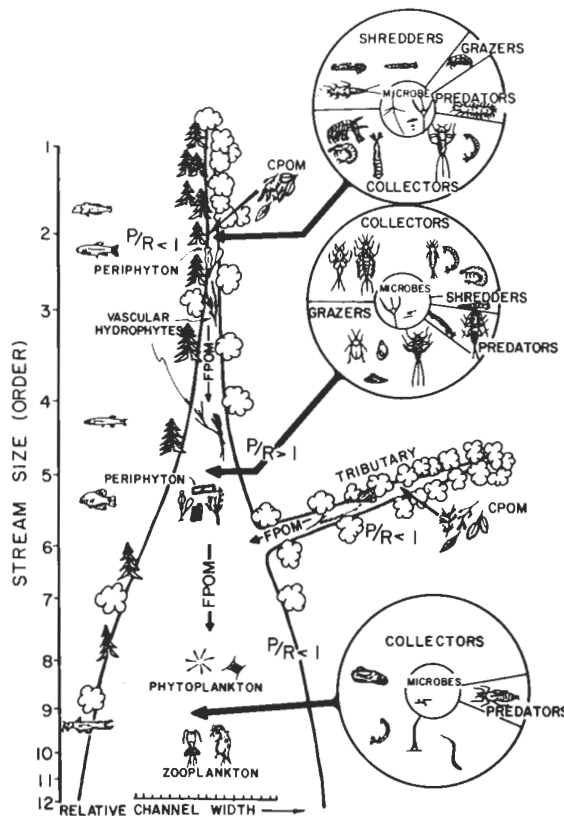 SHREDDERS
GRAZERS
MICROBE
PREDATORS
COLLECTORS
1
CPOM
2
P/R < 1
PERIPHYTON
COLLECTORS
MICROBES
SHREDDERS
GRAZERS
PREDATORS
3
VASCULAR
HYDROPHYTES
FPOM
4
STREAM SIZE (ORDER)
P/R > 1
5
PERIPHYTON
TRIBUTARY
CPOM
FPOM
P/R < 1
6
FPOM
7
P/R < 1
COLLECTORS
8
MICROBES
PHYTOPLANKTON
PREDATORS
9
10
ZOOPLANKTON
11
12
RELATIVE CHANNEL WIDTH